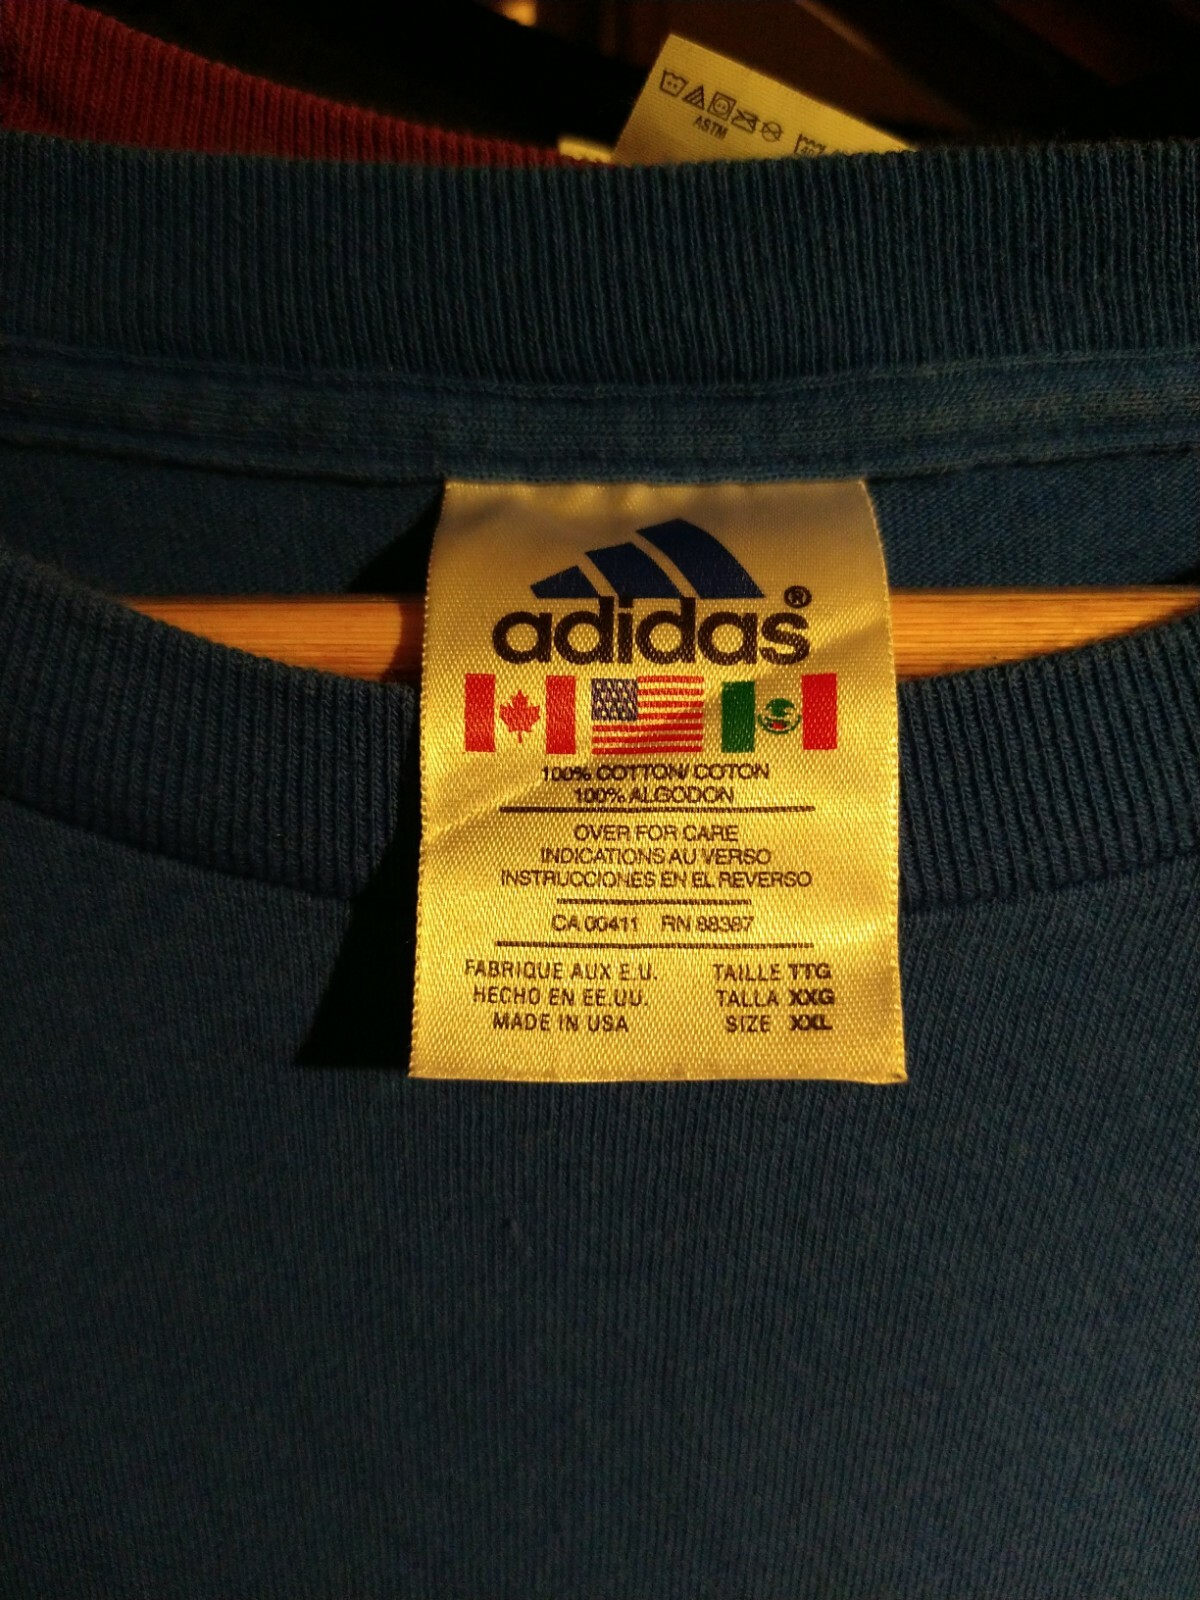 ASTM
adidas®
100% COTTON/ COTON
100% ALGODON
OVER FOR CARE
INDICATIONS AU VERSO
INSTRUCCIONES EN EL REVERSO
CA 00411 RN 88387
FABRIQUE AUX E.U. TAILLE TTG
HECHO EN EE.UU. TALLA XXG
MADE IN USA SIZE XXL